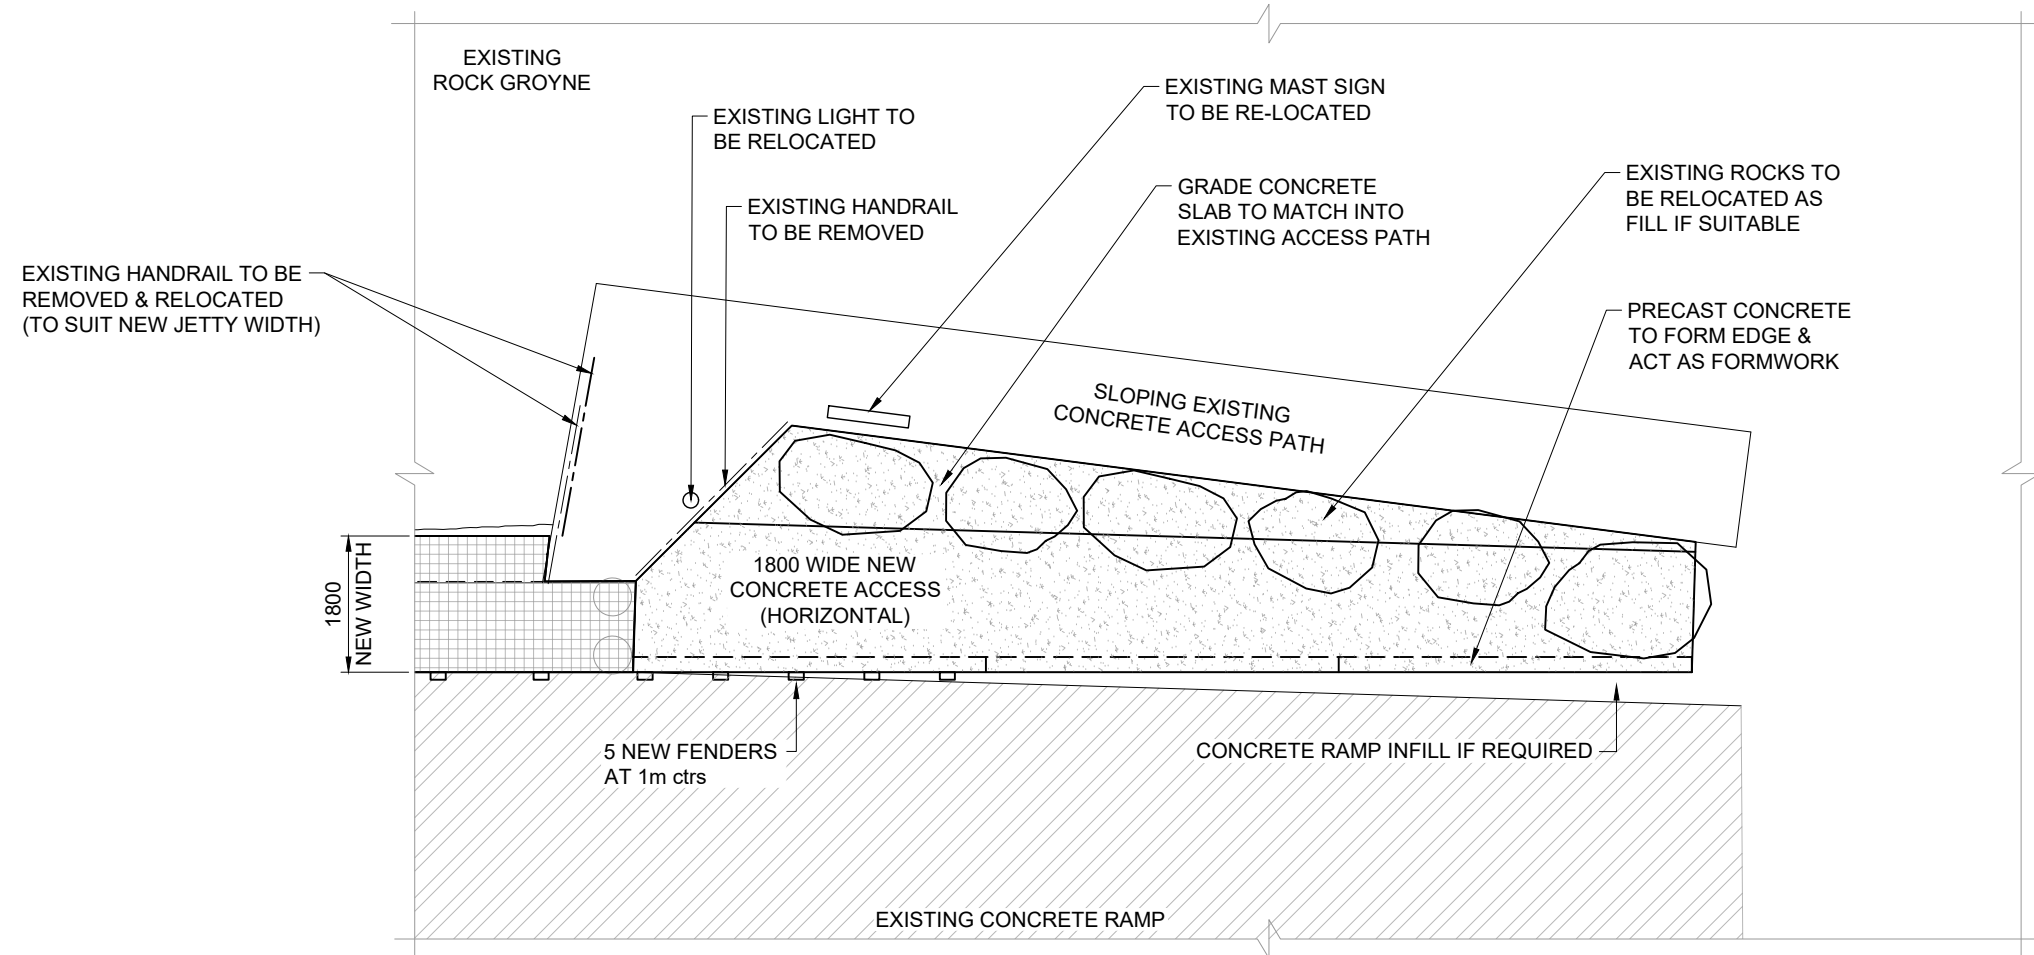 EXISTING
ROCK GROYNE
EXISTING LIGHT TO
BE RELOCATED
EXISTING MAST SIGN
TO BE RE-LOCATED
EXISTING HANDRAIL
TO BE REMOVED
GRADE CONCRETE
SLAB TO MATCH INTO
EXISTING ACCESS PATH
EXISTING ROCKS TO
BE RELOCATED AS
FILL IF SUITABLE
EXISTING HANDRAIL TO BE
REMOVED & RELOCATED
(TO SUIT NEW JETTY WIDTH)
PRECAST CONCRETE
TO FORM EDGE &
ACT AS FORMWORK
SLOPING EXISTING
CONCRETE ACCESS PATH
1800
NEW WIDTH
1800 WIDE NEW
CONCRETE ACCESS
(HORIZONTAL)
5 NEW FENDERS
AT 1m ctrs
CONCRETE RAMP INFILL IF REQUIRED
EXISTING CONCRETE RAMP